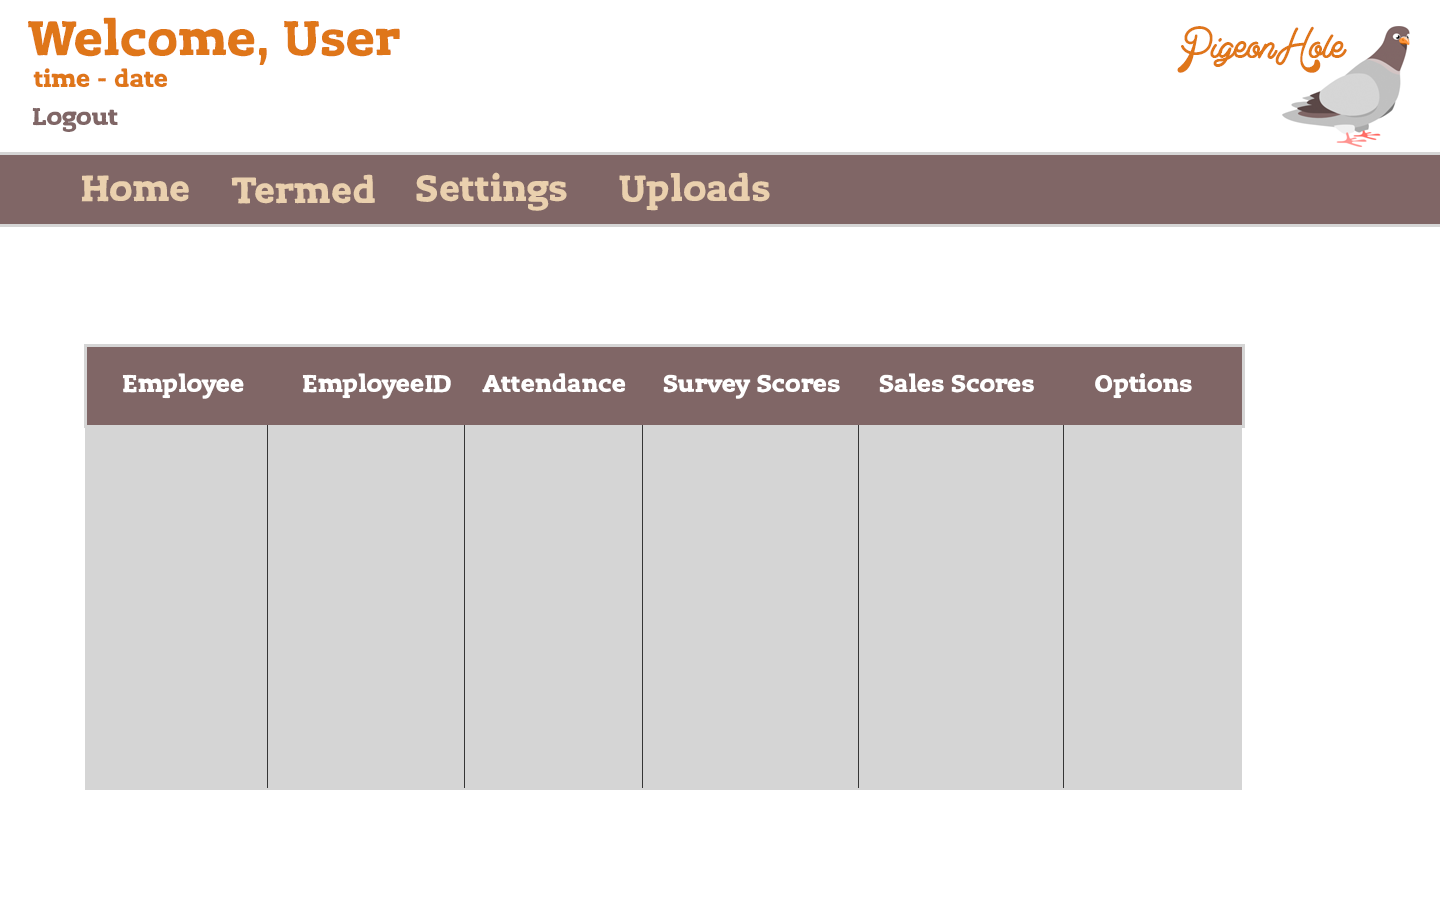 Welcome, User
time - date
Logout
PigeonHole
Home Termed Settings Uploads
Employee EmployeeID Attendance Survey Scores Sales Scores Options